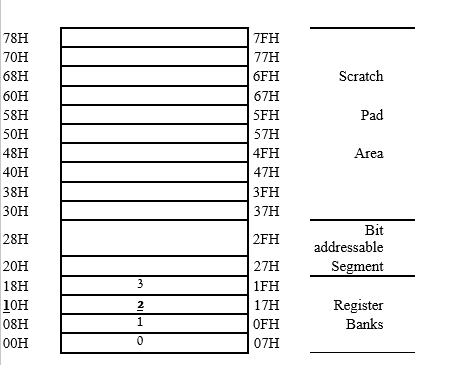 78H 7FH
70H 77H
68H 6FH Scratch
60H 67H
58H 5FH Pad
50H 57H
48H 4FH Area
40H 47H
38H 3FH
30H 37H
Bit
28H 2FH addressable
20H 27H Segment
18H 3 1FH
10H 2 17H Register
08H 1 0FH Banks
00H 0 07H